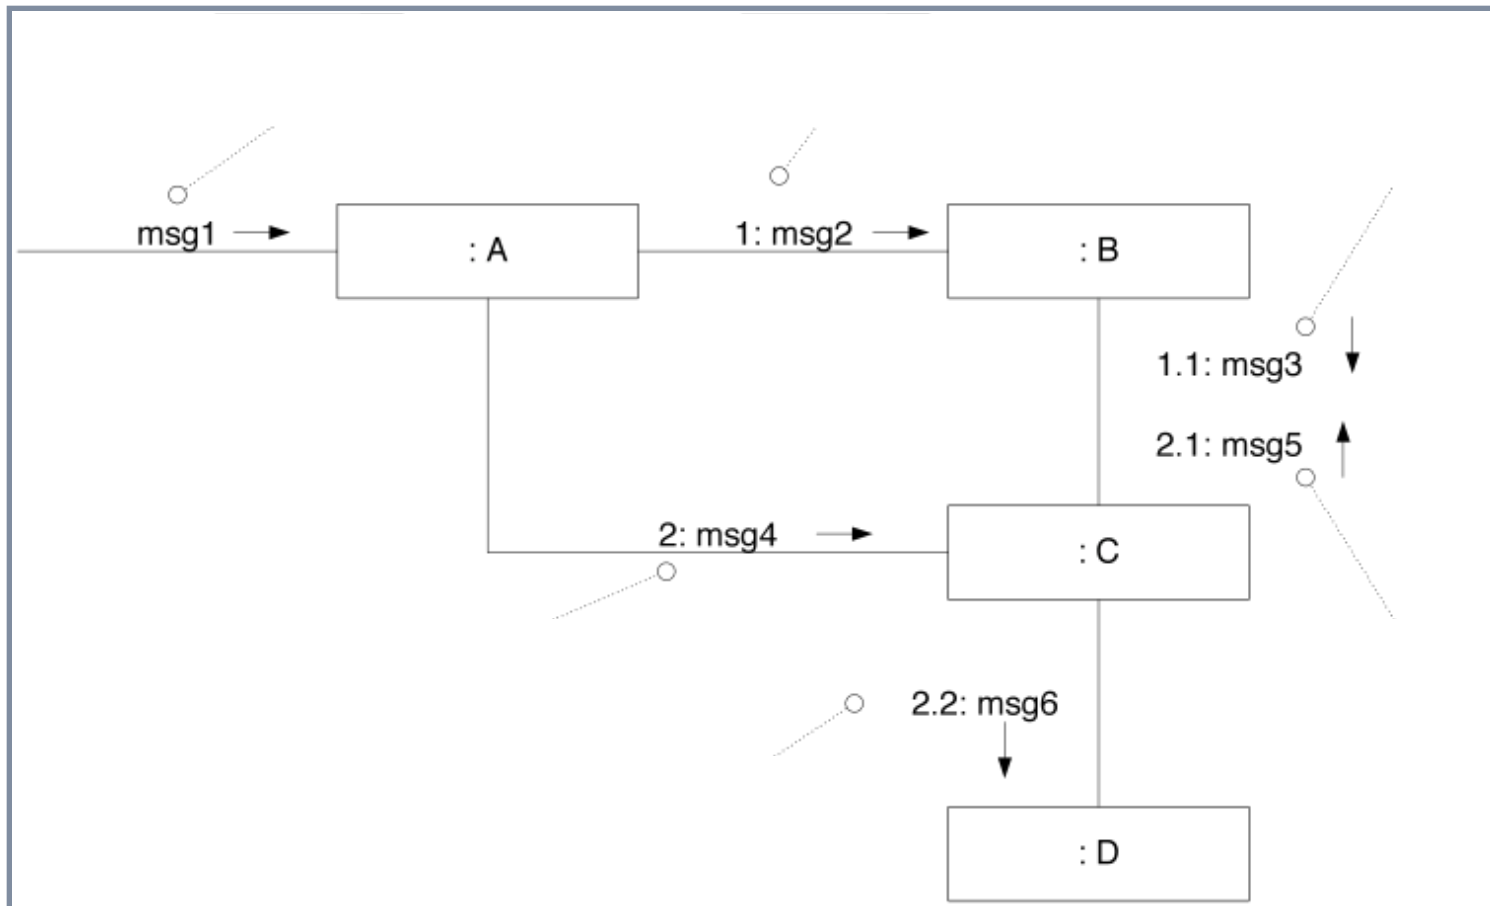 msg1
: A
1: msg2
: B
1.1: msg3
2.1: msg5
2: msg4
: C
2.2: msg6
: D